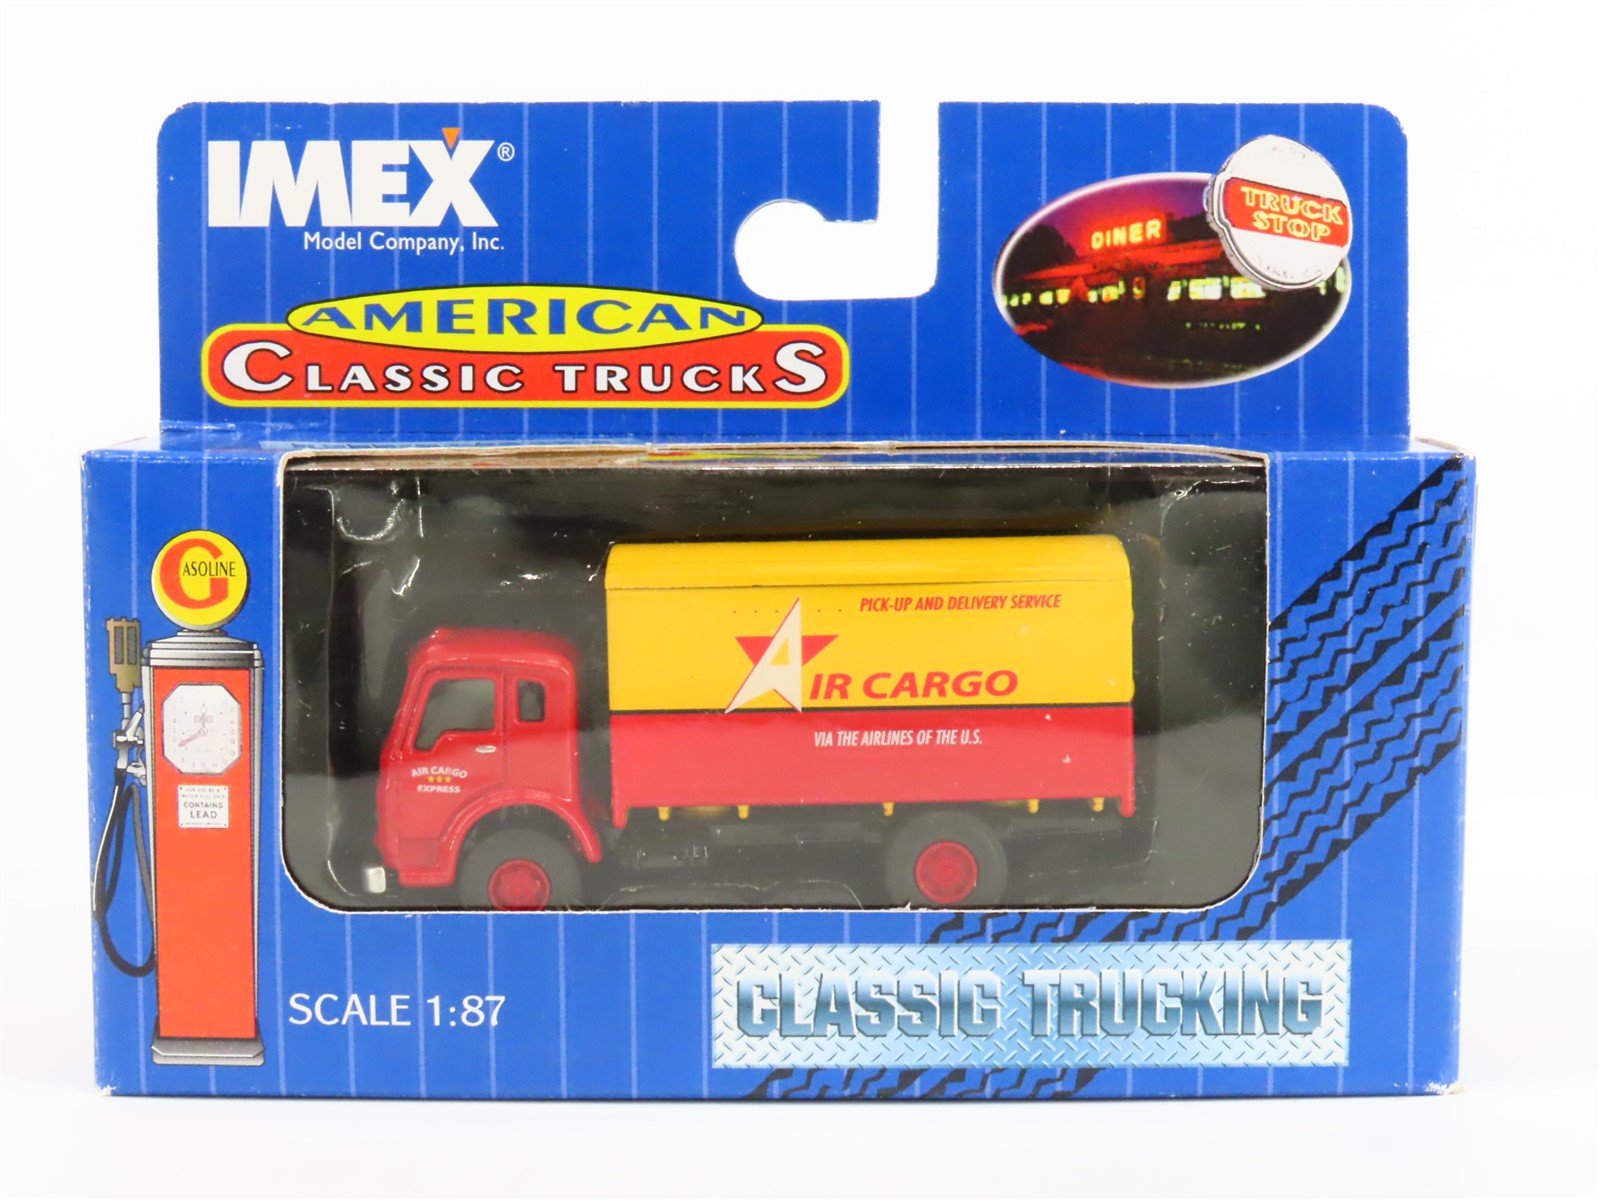 IMEX®
Model Company, Inc.
AMERICAN
CLASSIC TRUCKS
DINER
TRUCK
STOP
GASOLINE
CONTAINS
LEAD
PICK-UP AND DELIVERY SERVICE
AIR CARGO
VIA THE AIRLINES OF THE U.S.
AIR CARGO
EXPRESS
SCALE 1:87
CLASSIC TRUCKING